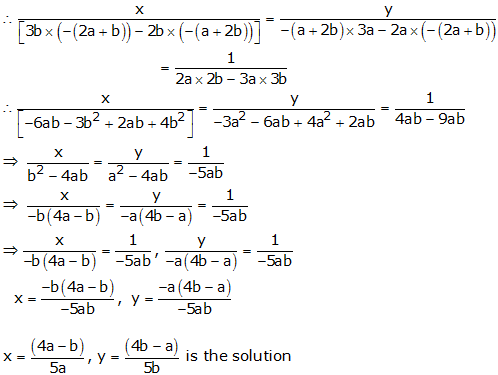 ∴ x / [3b × (−(2a + b)) − 2b × (−(a + 2b))] = y / −(a + 2b) × 3a − 2a × (−(2a + b))
= 1 / 2a × 2b − 3a × 3b
∴ x / [−6ab − 3b² + 2ab + 4b²] = y / −3a² − 6ab + 4a² + 2ab = 1 / 4ab − 9ab
⇒ x / b² − 4ab = y / a² − 4ab = 1 / −5ab
⇒ x / −b(4a − b) = y / −a(4b − a) = 1 / −5ab
⇒ x / −b(4a − b) = 1 / −5ab , y / −a(4b − a) = 1 / −5ab
x = −b(4a − b) / −5ab , y = −a(4b − a) / −5ab
x = (4a − b) / 5a , y = (4b − a) / 5b is the solution